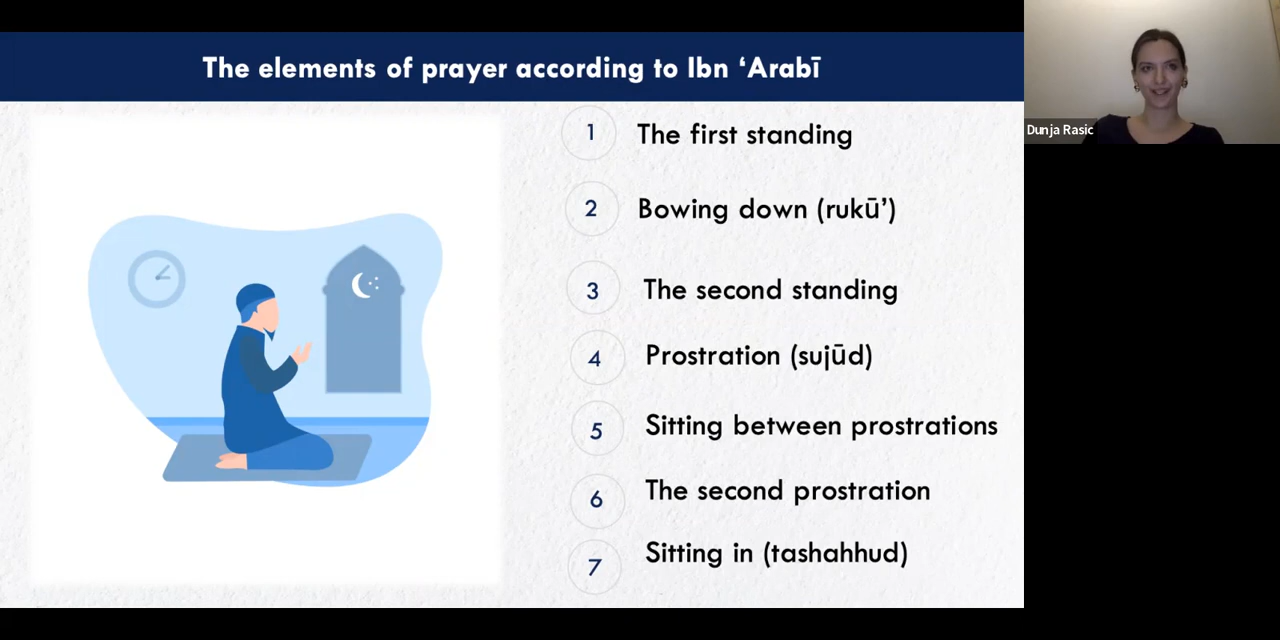 The elements of prayer according to Ibn ‘Arabī
1 The first standing
2 Bowing down (rukū’)
3 The second standing
4 Prostration (sujūd)
5 Sitting between prostrations
6 The second prostration
7 Sitting in (tashahhud)
Dunja Rasic